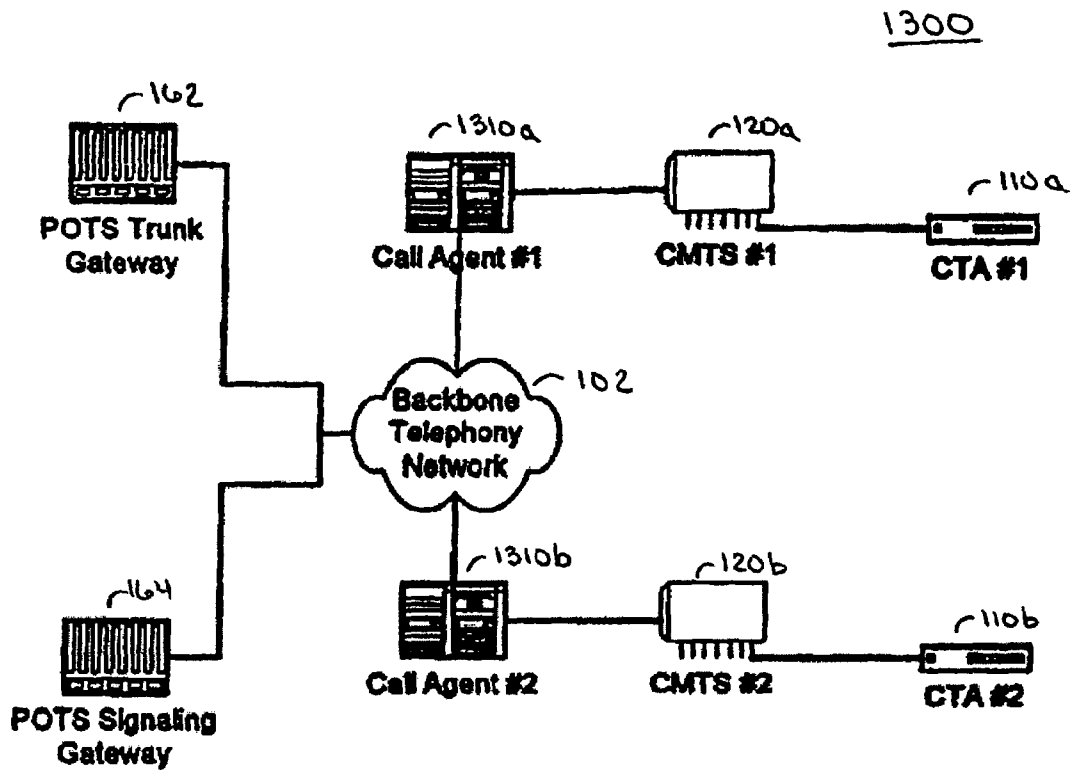 1300
162
1310a
120a
110a
POTS Trunk
Gateway
Call Agent #1
CMTS #1
CTA #1
102
Backbone
Telephony
Network
164
1310b
120b
110b
POTS Signaling
Gateway
Call Agent #2
CMTS #2
CTA #2